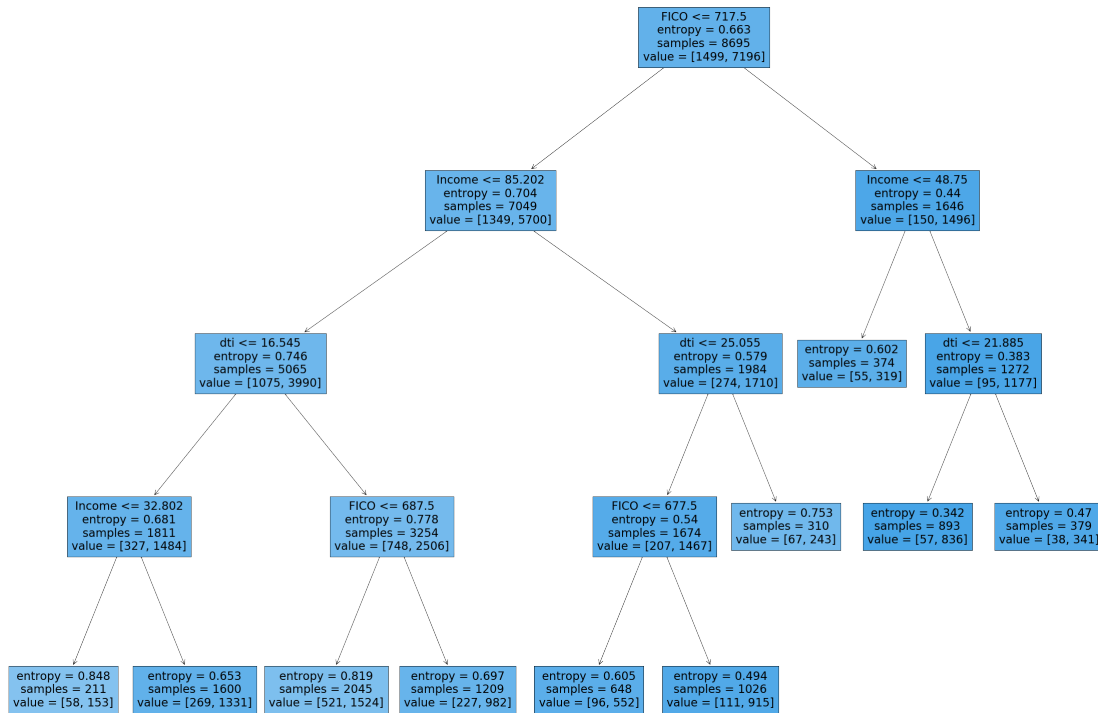 FICO <= 717.5
entropy = 0.663
samples = 8695
value = [1499, 7196]
Income <= 85.202
entropy = 0.704
samples = 7049
value = [1349, 5700]
Income <= 48.75
entropy = 0.44
samples = 1646
value = [150, 1496]
dti <= 16.545
entropy = 0.746
samples = 5065
value = [1075, 3990]
dti <= 25.055
entropy = 0.579
samples = 1984
value = [274, 1710]
entropy = 0.602
samples = 374
value = [55, 319]
dti <= 21.885
entropy = 0.383
samples = 1272
value = [95, 1177]
Income <= 32.802
entropy = 0.681
samples = 1811
value = [327, 1484]
FICO <= 687.5
entropy = 0.778
samples = 3254
value = [748, 2506]
FICO <= 677.5
entropy = 0.54
samples = 1674
value = [207, 1467]
entropy = 0.753
samples = 310
value = [67, 243]
entropy = 0.342
samples = 893
value = [57, 836]
entropy = 0.47
samples = 379
value = [38, 341]
entropy = 0.848
samples = 211
value = [58, 153]
entropy = 0.653
samples = 1600
value = [269, 1331]
entropy = 0.819
samples = 2045
value = [521, 1524]
entropy = 0.697
samples = 1209
value = [227, 982]
entropy = 0.605
samples = 648
value = [96, 552]
entropy = 0.494
samples = 1026
value = [111, 915]